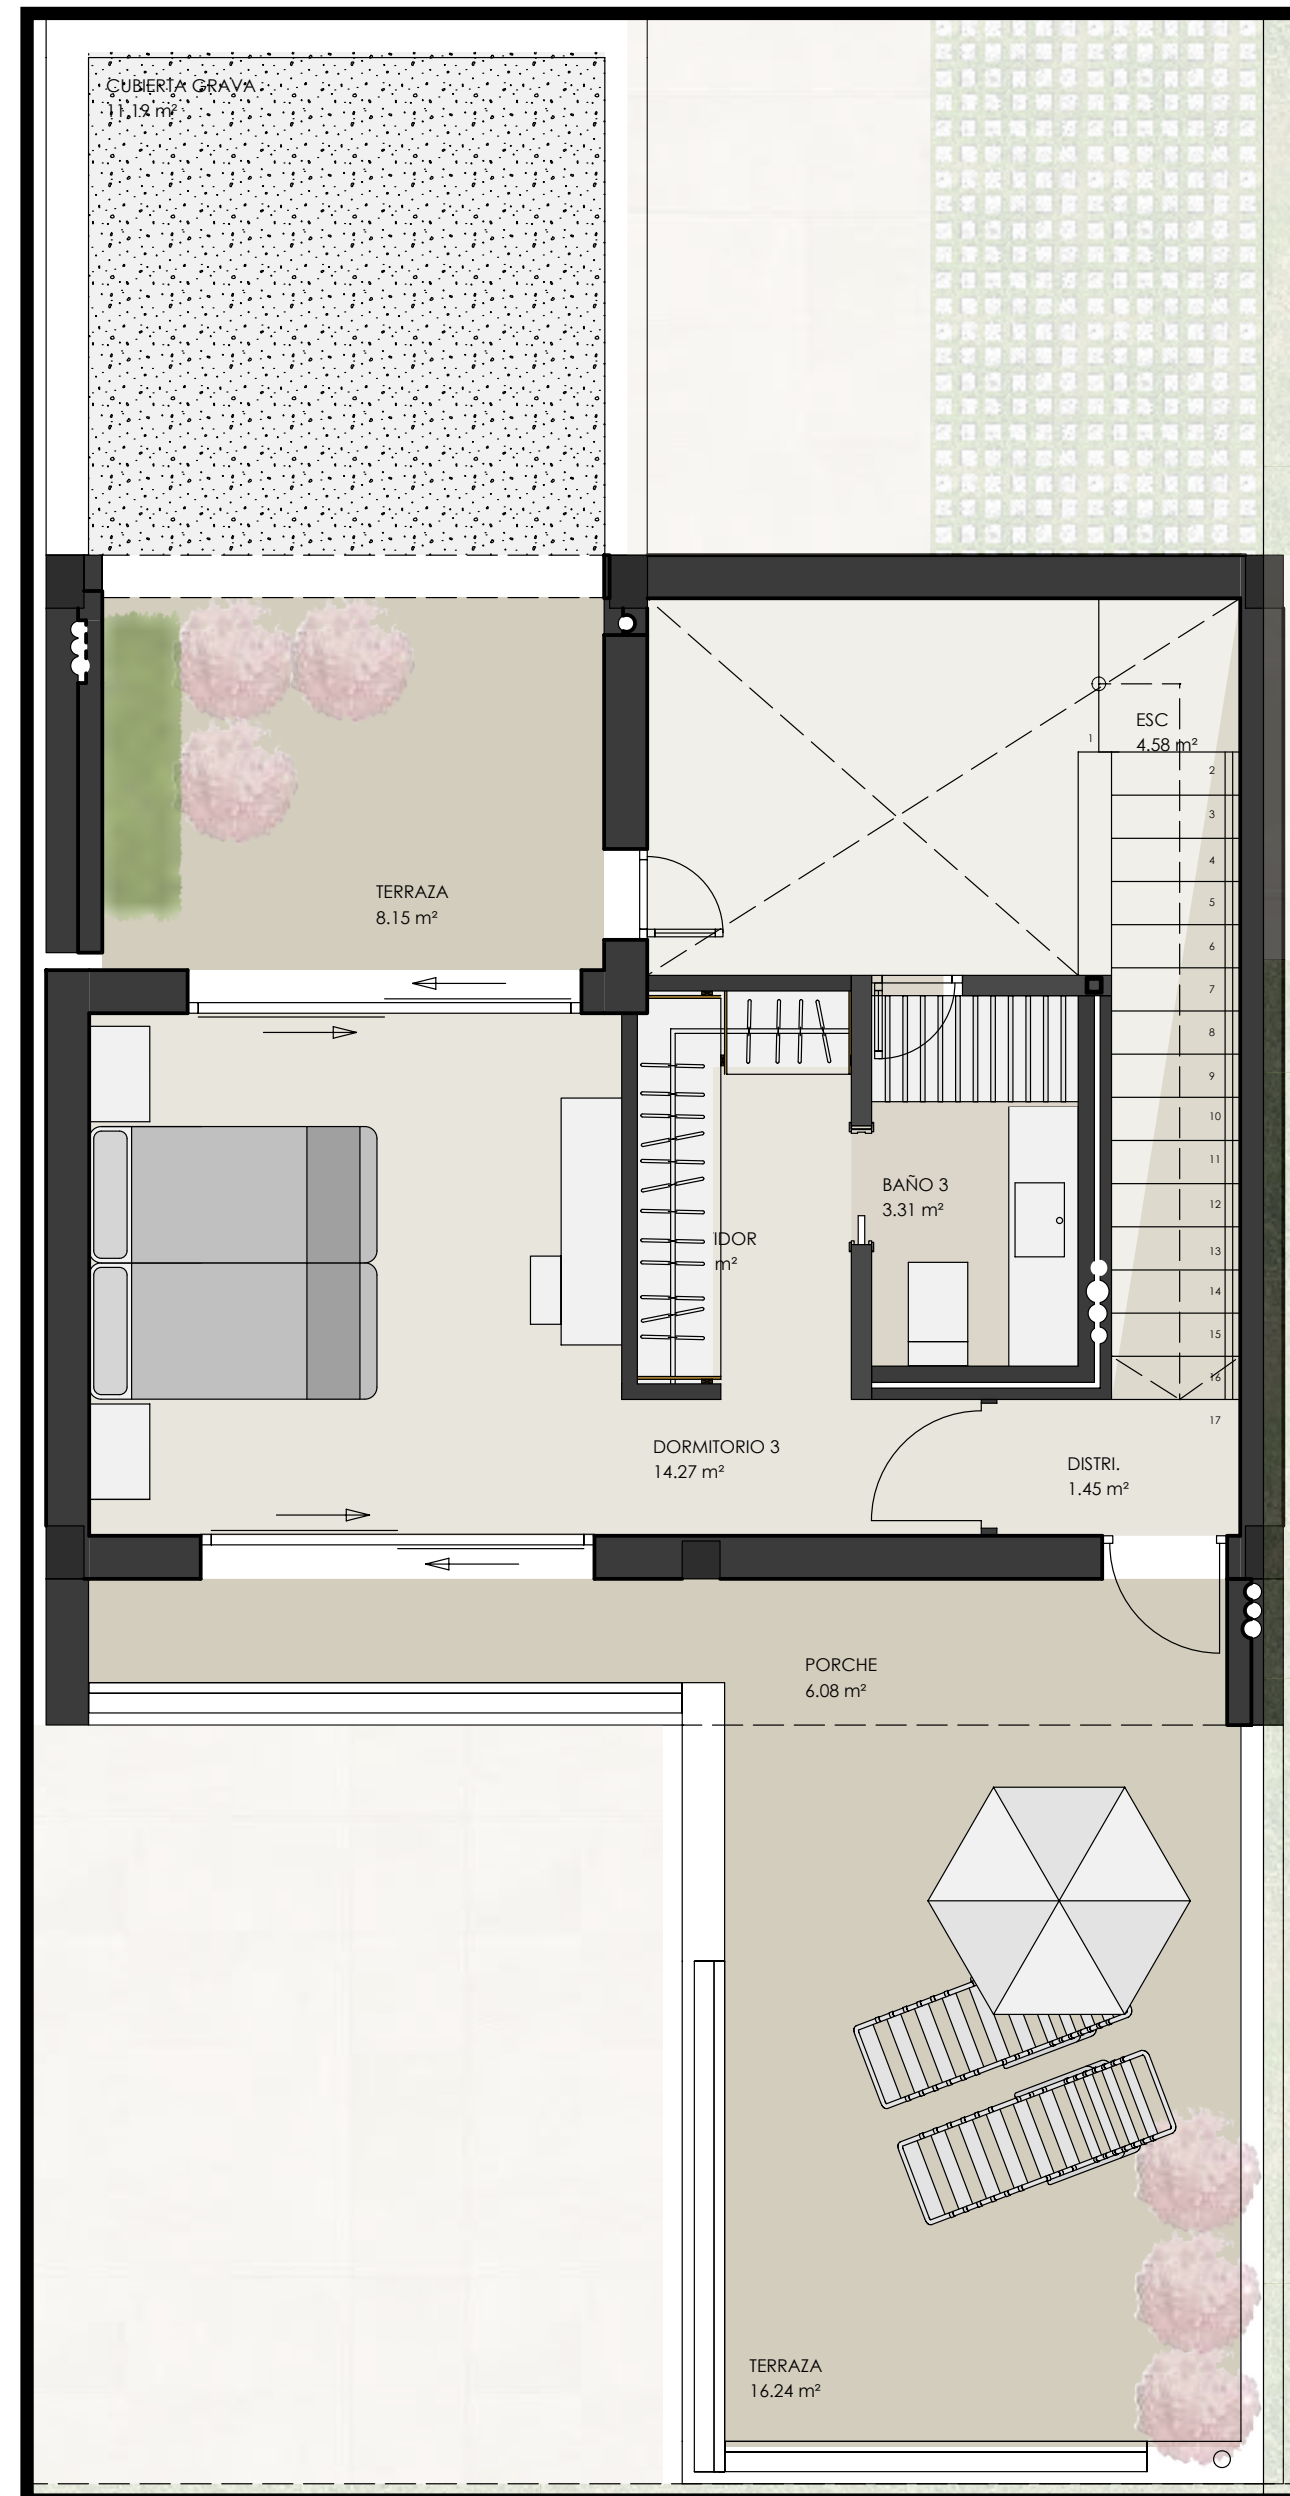 CUBIERTA GRAVA
11.19 m²
ESC
4.58 m²
1
2
3
4
5
6
7
8
9
10
11
12
13
14
15
16
17
TERRAZA
8.15 m²
BAÑO 3
3.31 m²
IDOR
m²
DORMITORIO 3
14.27 m²
DISTRI.
1.45 m²
PORCHE
6.08 m²
TERRAZA
16.24 m²